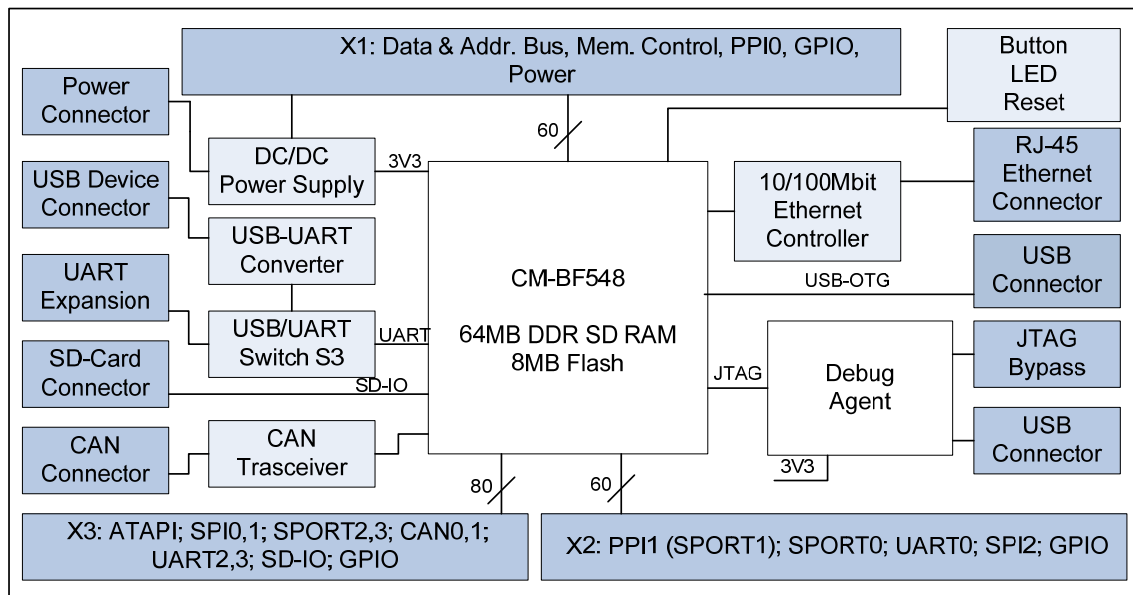 X1: Data & Addr. Bus, Mem. Control, PPI0, GPIO,
Power
Button
LED
Reset
Power
Connector
60
DC/DC
Power Supply
3V3
RJ-45
Ethernet
Connector
USB Device
Connector
10/100Mbit
Ethernet
Controller
USB-UART
Converter
CM-BF548
64MB DDR SD RAM
8MB Flash
USB-OTG
USB
Connector
UART
Expansion
USB/UART
Switch S3
UART
JTAG
Bypass
SD-Card
Connector
SD-IO
JTAG
Debug
Agent
CAN
Connector
CAN
Trasceiver
USB
Connector
3V3
80
60
X3: ATAPI; SPI0,1; SPORT2,3; CAN0,1;
UART2,3; SD-IO; GPIO
X2: PPI1 (SPORT1); SPORT0; UART0; SPI2; GPIO